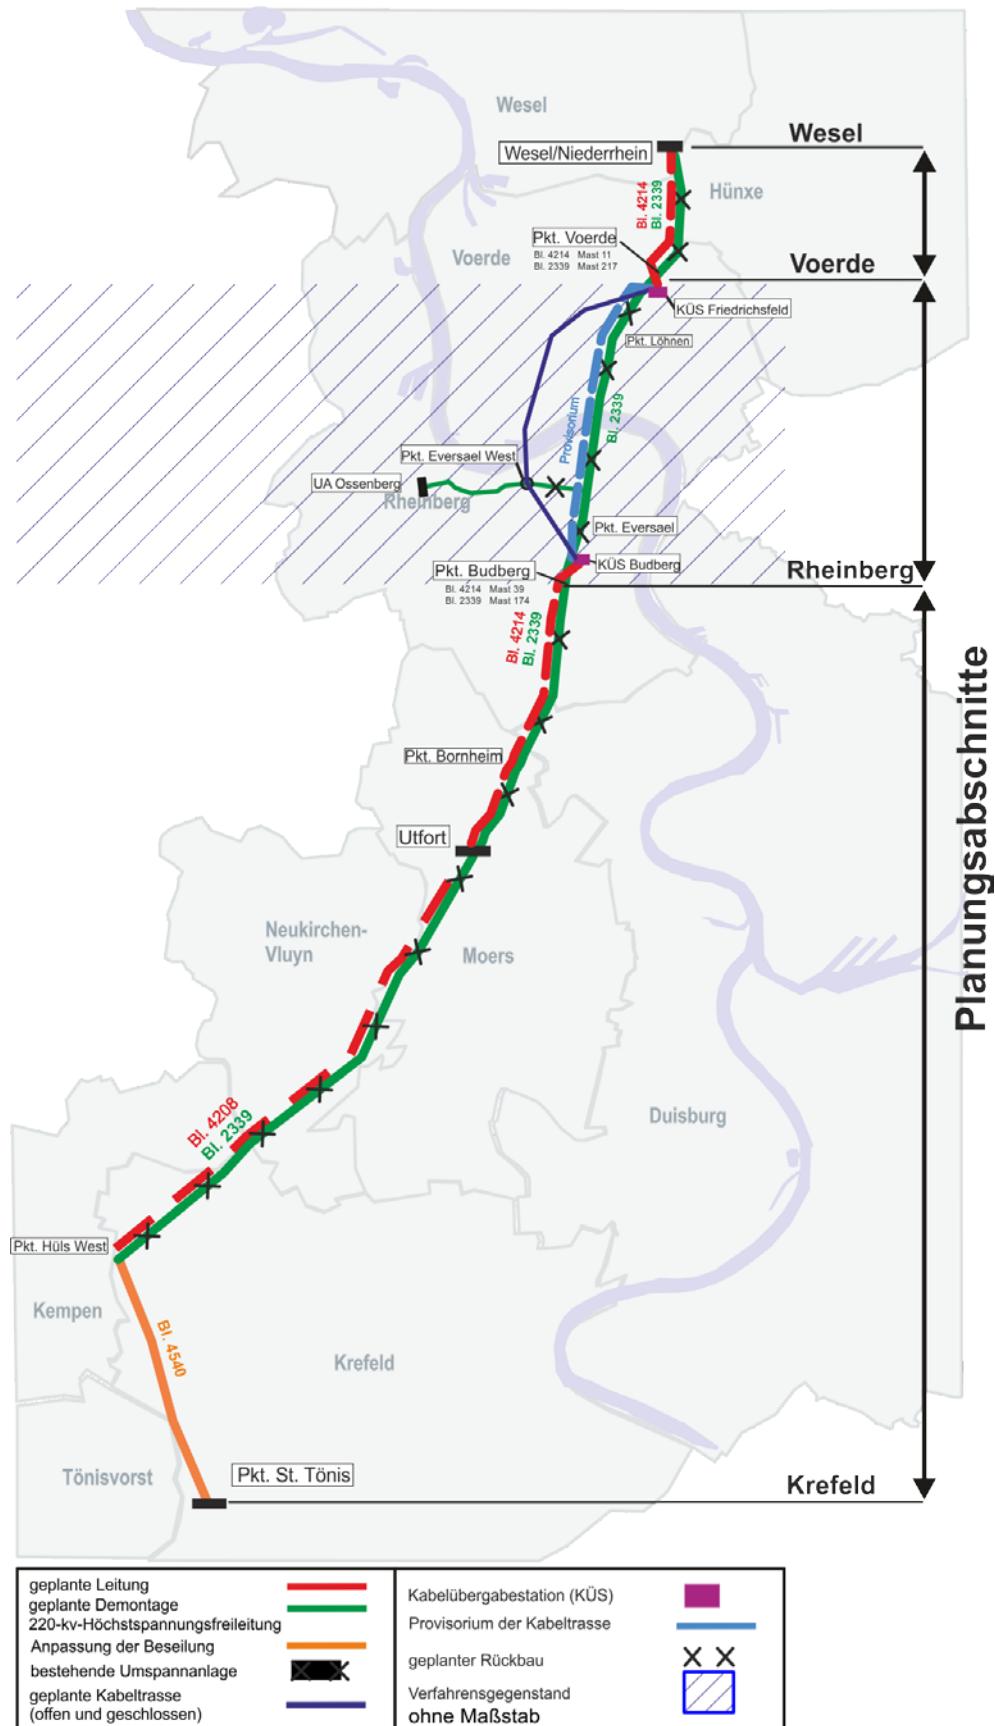 Wesel
Wesel
Wesel/Niederrhein
Hünxe
Bl. 4214
Bl. 2339
Pkt. Voerde
Bl. 4214 Mast 11
Bl. 2339 Mast 217
Voerde
Voerde
KÜS Friedrichsfeld
Pkt. Löhnen
Provisorium
Bl. 2339
Pkt. Eversael West
UA Ossenberg
Rheinberg
Pkt. Eversael
KÜS Budberg
Pkt. Budberg
Rheinberg
Bl. 4214 Mast 39
Bl. 2339 Mast 174
Bl. 4214
Bl. 2339
Planungsabschnitte
Pkt. Bornheim
Utfort
Neukirchen-
Vluyn
Moers
Duisburg
Bl. 4208
Bl. 2339
Pkt. Hüls West
Kempen
Bl. 4540
Krefeld
Tönisvorst
Pkt. St. Tönis
Krefeld
geplante Leitung
geplante Demontage
220-kv-Höchstspannungsfreileitung
Anpassung der Beseilung
bestehende Umspannanlage
geplante Kabeltrasse
(offen und geschlossen)
Kabelübergabestation (KÜS)
Provisorium der Kabeltrasse
geplanter Rückbau
Verfahrensgegenstand
ohne Maßstab